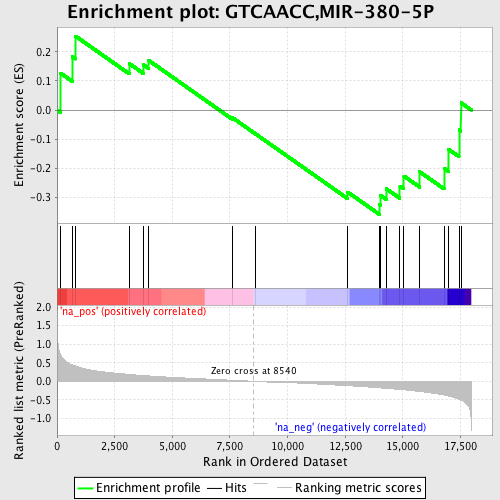 Enrichment plot: GTCAACC,MIR-380-5P
Enrichment score (ES)
0.2
0.1
0.0
-0.1
-0.2
-0.3
'na_pos' (positively correlated)
Ranked list metric (PreRanked)
2.0
1.5
1.0
0.5
0.0
-0.5
-1.0
Zero cross at 8540
'na_neg' (negatively correlated)
0 2,500 5,000 7,500 10,000 12,500 15,000 17,500
Rank in Ordered Dataset
Enrichment profile Hits Ranking metric scores